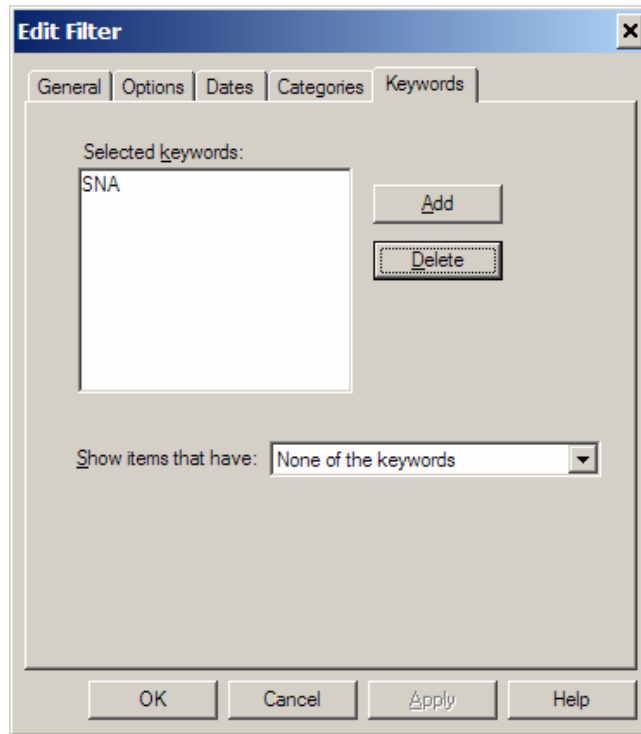 Edit Filter
General Options Dates Categories Keywords
Selected keywords:
SNA
Add
Delete
Show items that have: None of the keywords
OK Cancel Apply Help